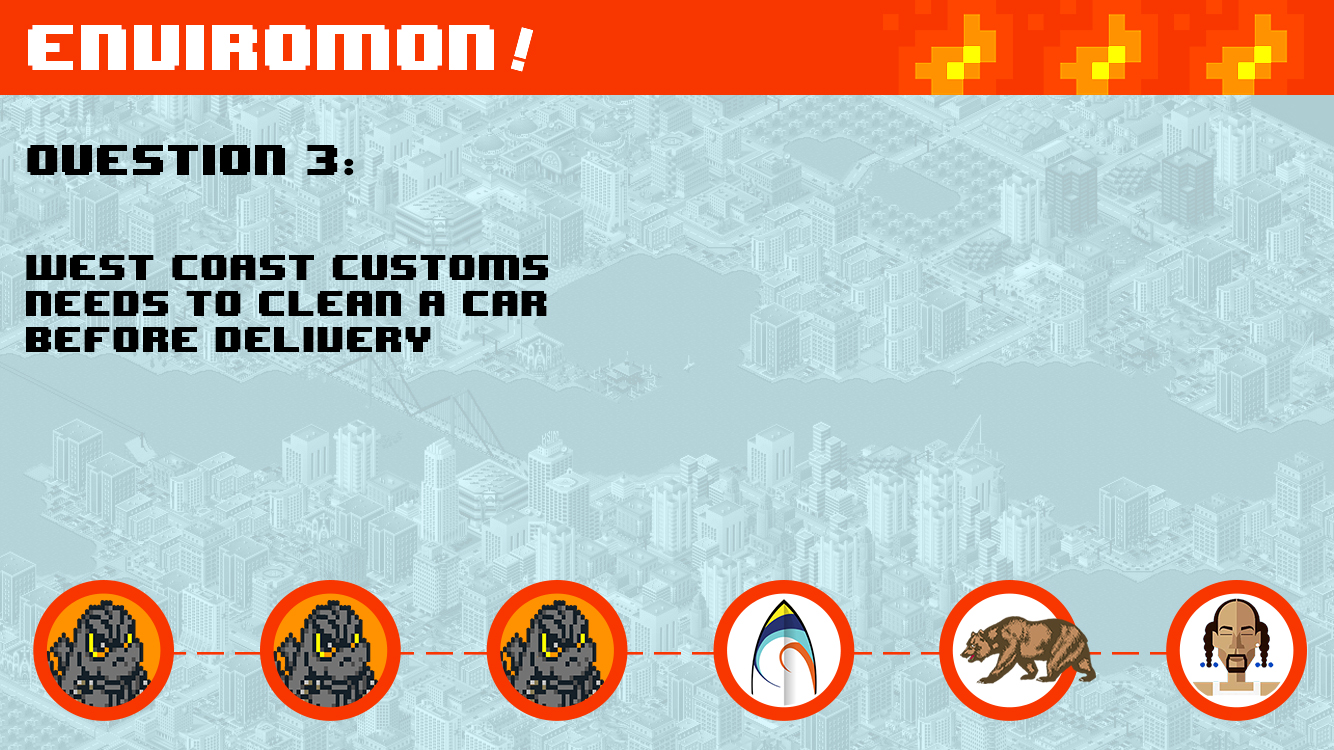 ENVIROMON!
QUESTION 3:
WEST COAST CUSTOMS
NEEDS TO CLEAN A CAR
BEFORE DELIVERY